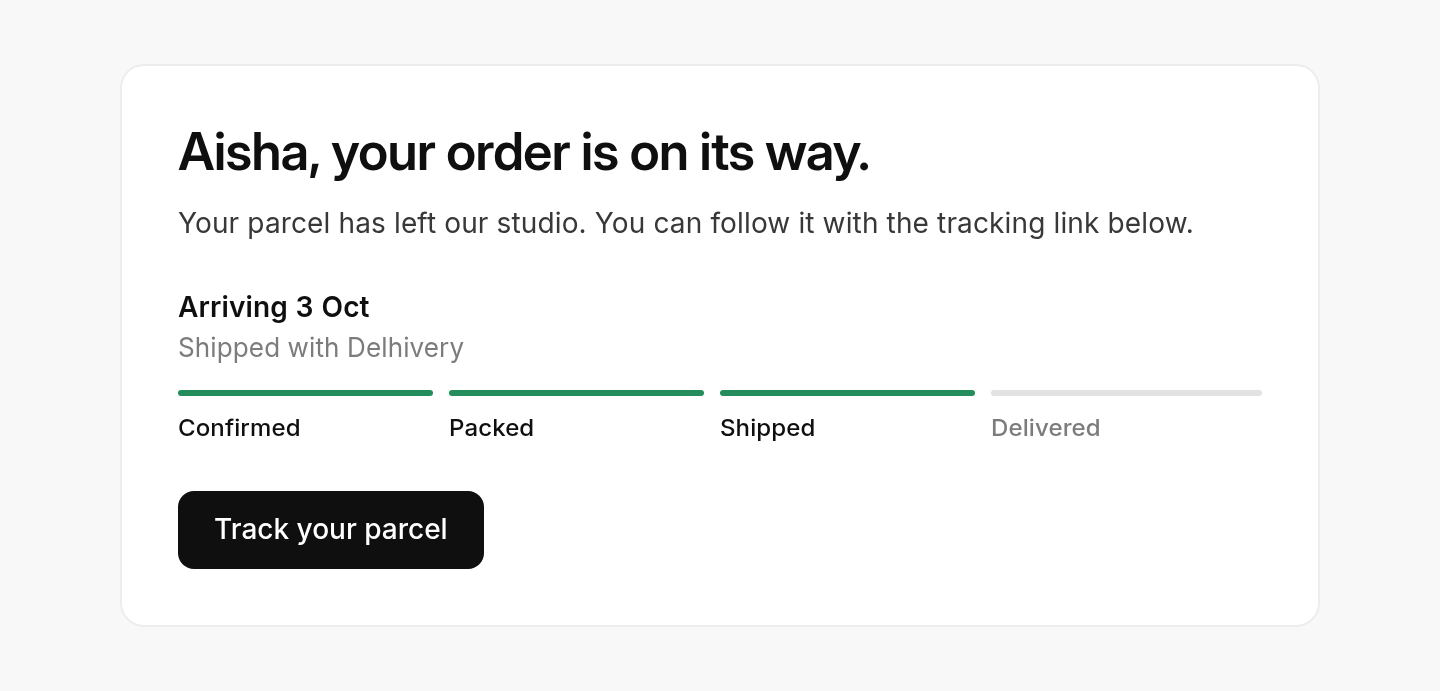 Aisha, your order is on its way.
Your parcel has left our studio. You can follow it with the tracking link below.
Arriving 3 Oct
Shipped with Delhivery
Confirmed
Packed
Shipped
Delivered
Track your parcel